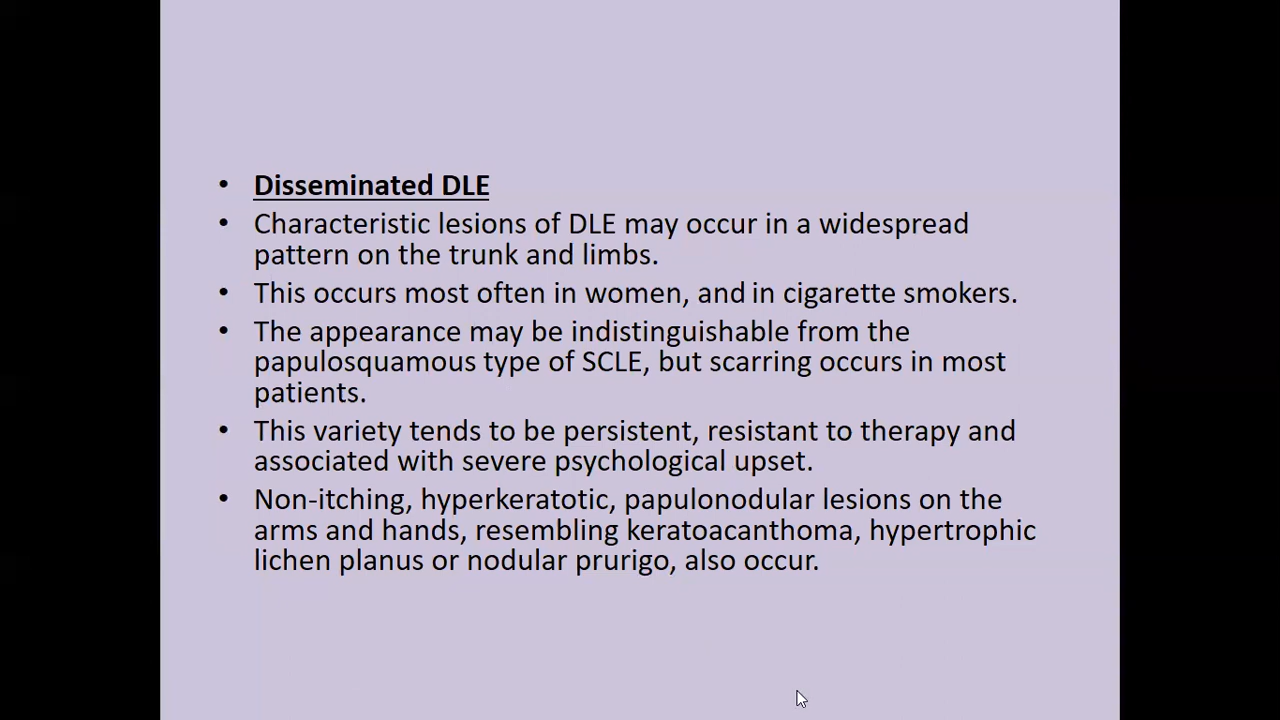 • Disseminated DLE
• Characteristic lesions of DLE may occur in a widespread
pattern on the trunk and limbs.
• This occurs most often in women, and in cigarette smokers.
• The appearance may be indistinguishable from the
papulosquamous type of SCLE, but scarring occurs in most
patients.
• This variety tends to be persistent, resistant to therapy and
associated with severe psychological upset.
• Non-itching, hyperkeratotic, papulonodular lesions on the
arms and hands, resembling keratoacanthoma, hypertrophic
lichen planus or nodular prurigo, also occur.